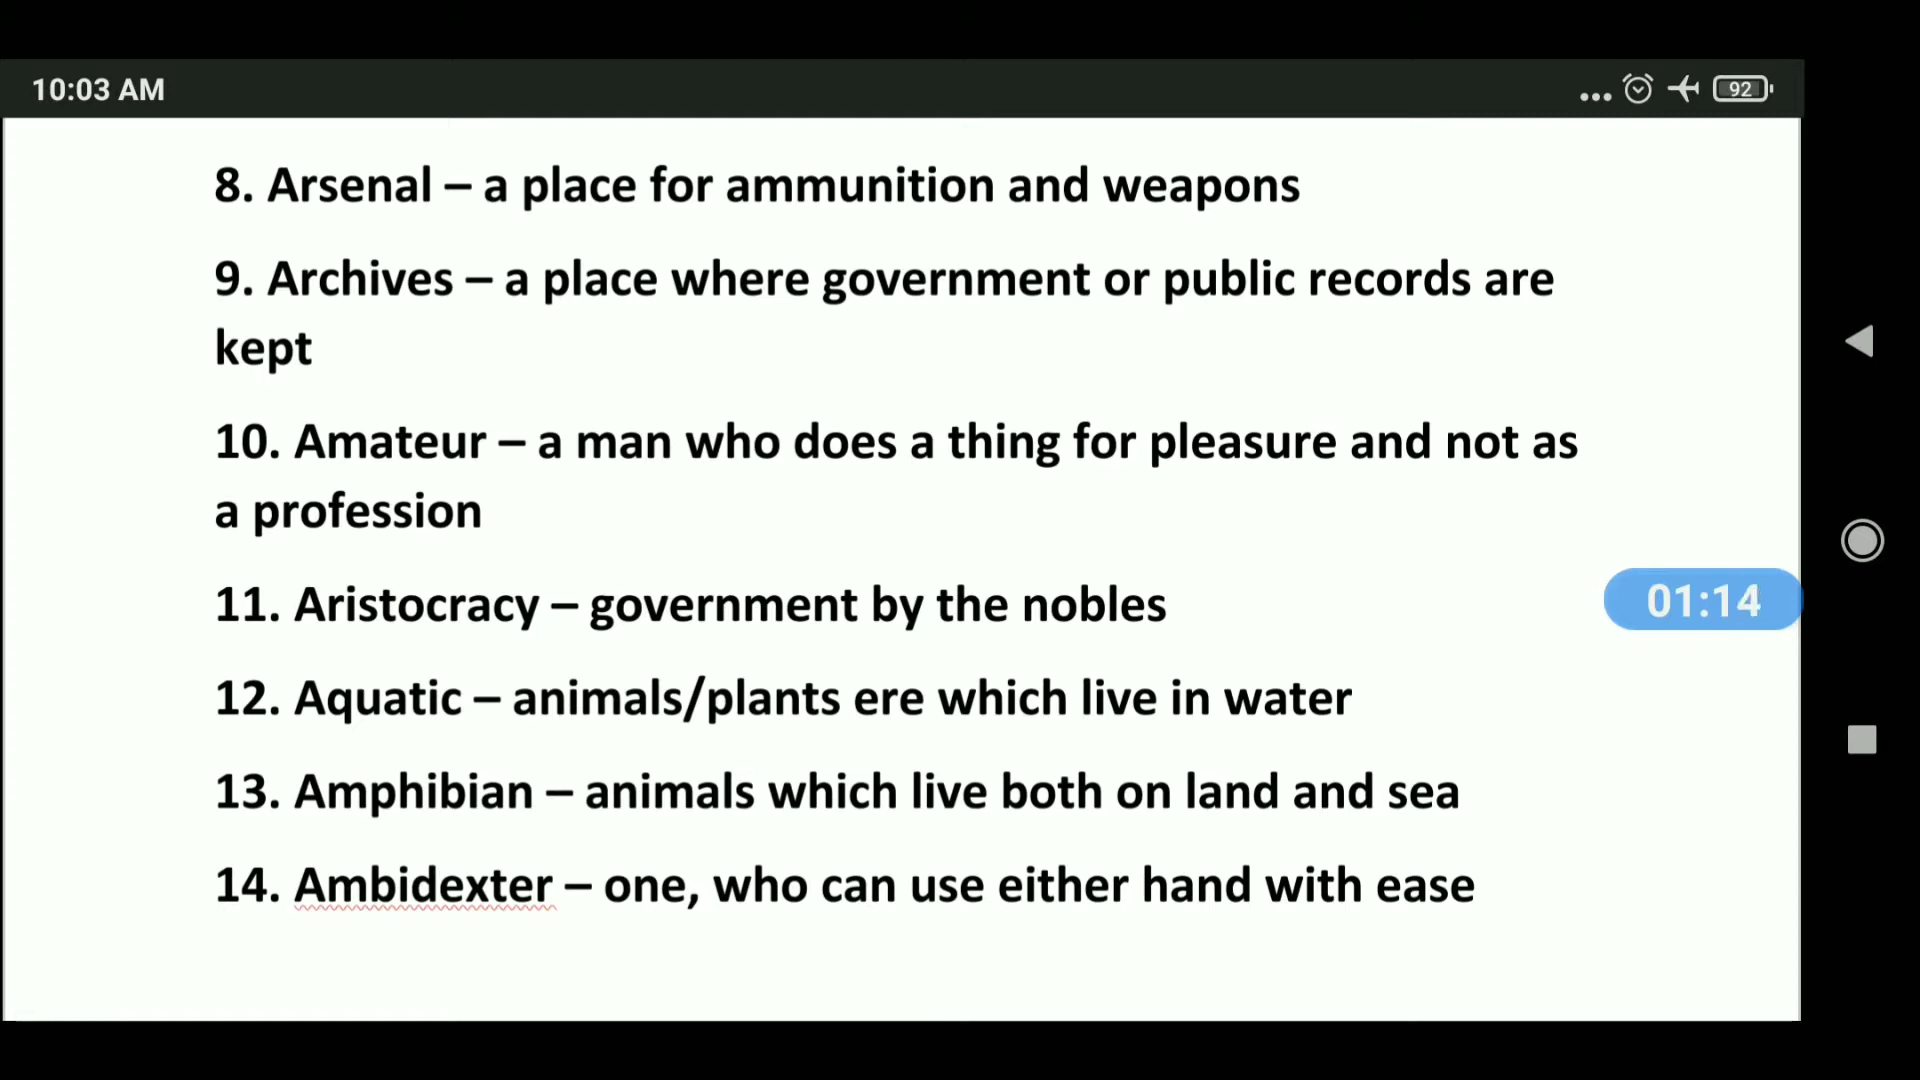 10:03 AM
92
8. Arsenal – a place for ammunition and weapons
9. Archives – a place where government or public records are
kept
10. Amateur – a man who does a thing for pleasure and not as
a profession
11. Aristocracy – government by the nobles
01:14
12. Aquatic – animals/plants ere which live in water
13. Amphibian – animals which live both on land and sea
14. Ambidexter – one, who can use either hand with ease